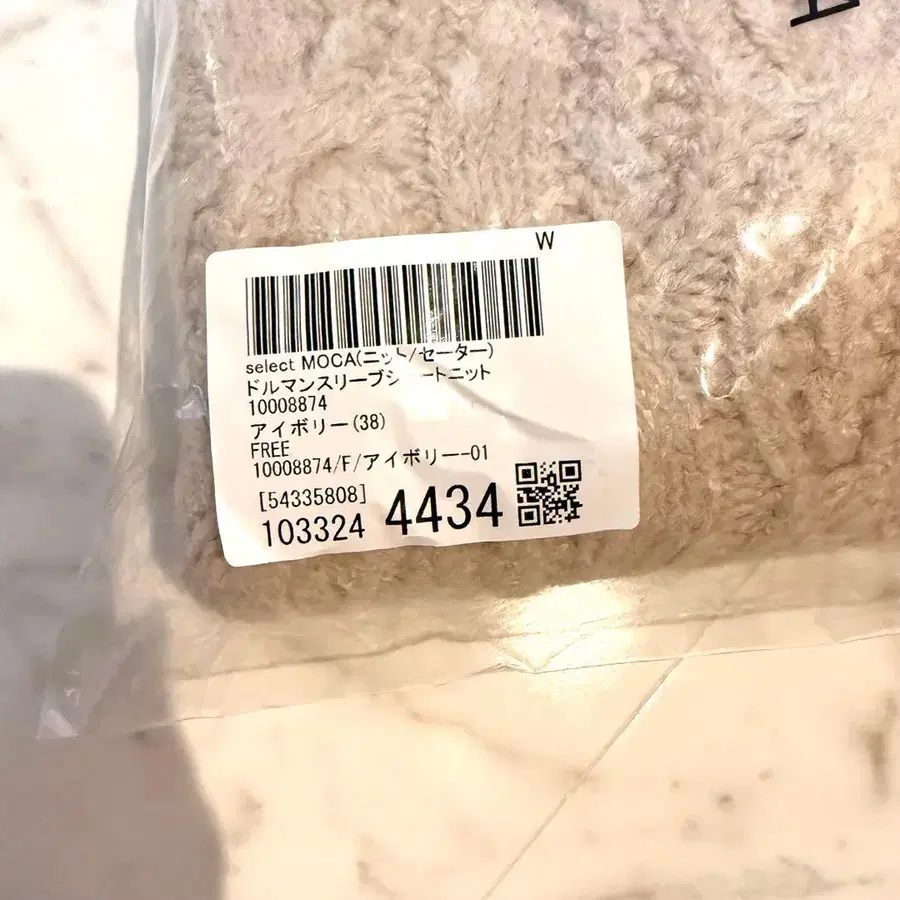 W
select MOCA(ニット/セーター)
ドルマンスリーブショートニット
10008874
アイボリー(38)
FREE
10008874/F/アイボリー-01
[54335808]
103324 4434